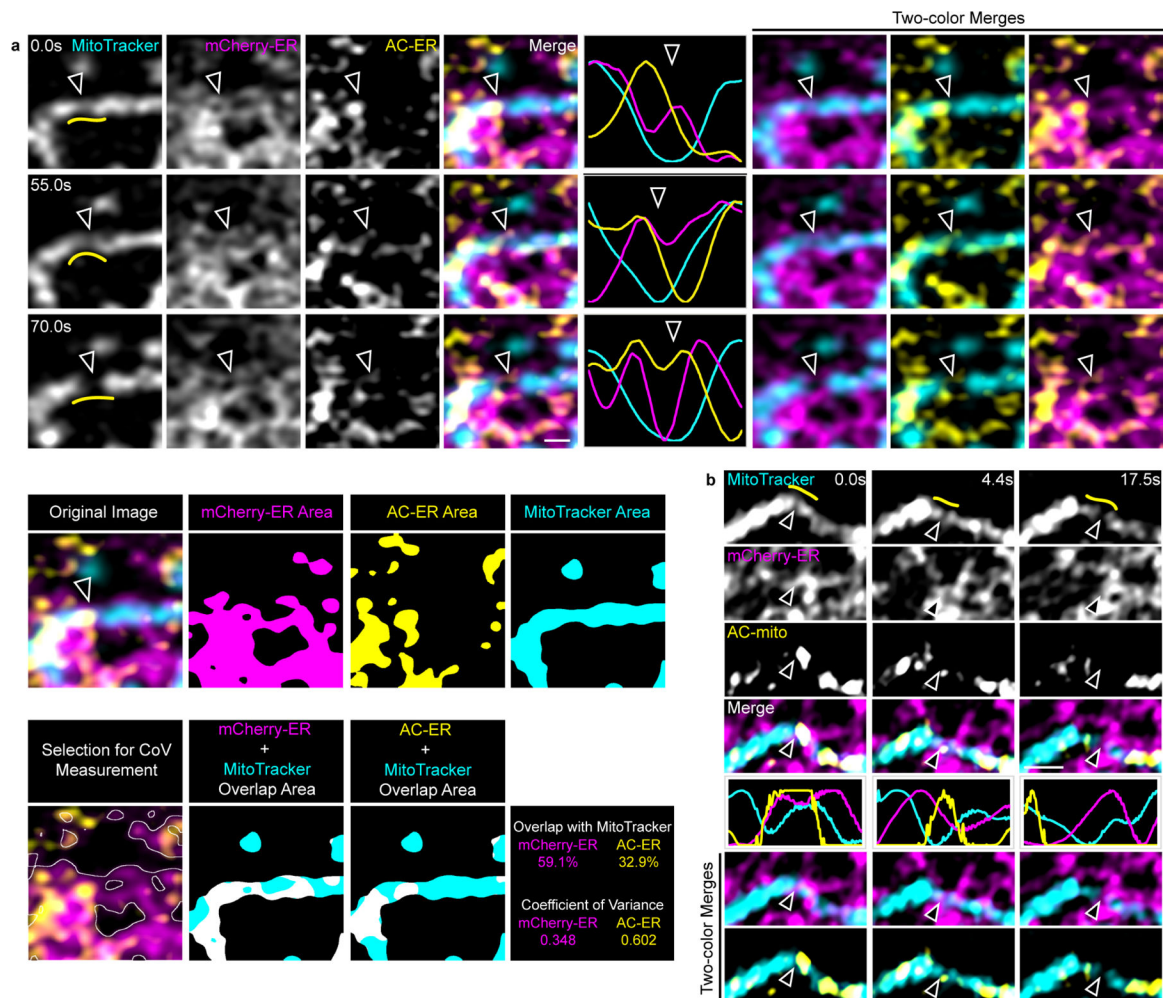 Two-color Merges
a
0.0s MitoTracker mCherry-ER AC-ER Merge
55.0s
70.0s
Original Image mCherry-ER Area AC-ER Area MitoTracker Area
Selection for CoV
Measurement
mCherry-ER
+
MitoTracker
Overlap Area
AC-ER
+
MitoTracker
Overlap Area
Overlap with MitoTracker
mCherry-ER AC-ER
59.1% 32.9%
Coefficient of Variance
mCherry-ER AC-ER
0.348 0.602
b
MitoTracker 0.0s 4.4s 17.5s
mCherry-ER
AC-mito
Merge
Two-color Merges